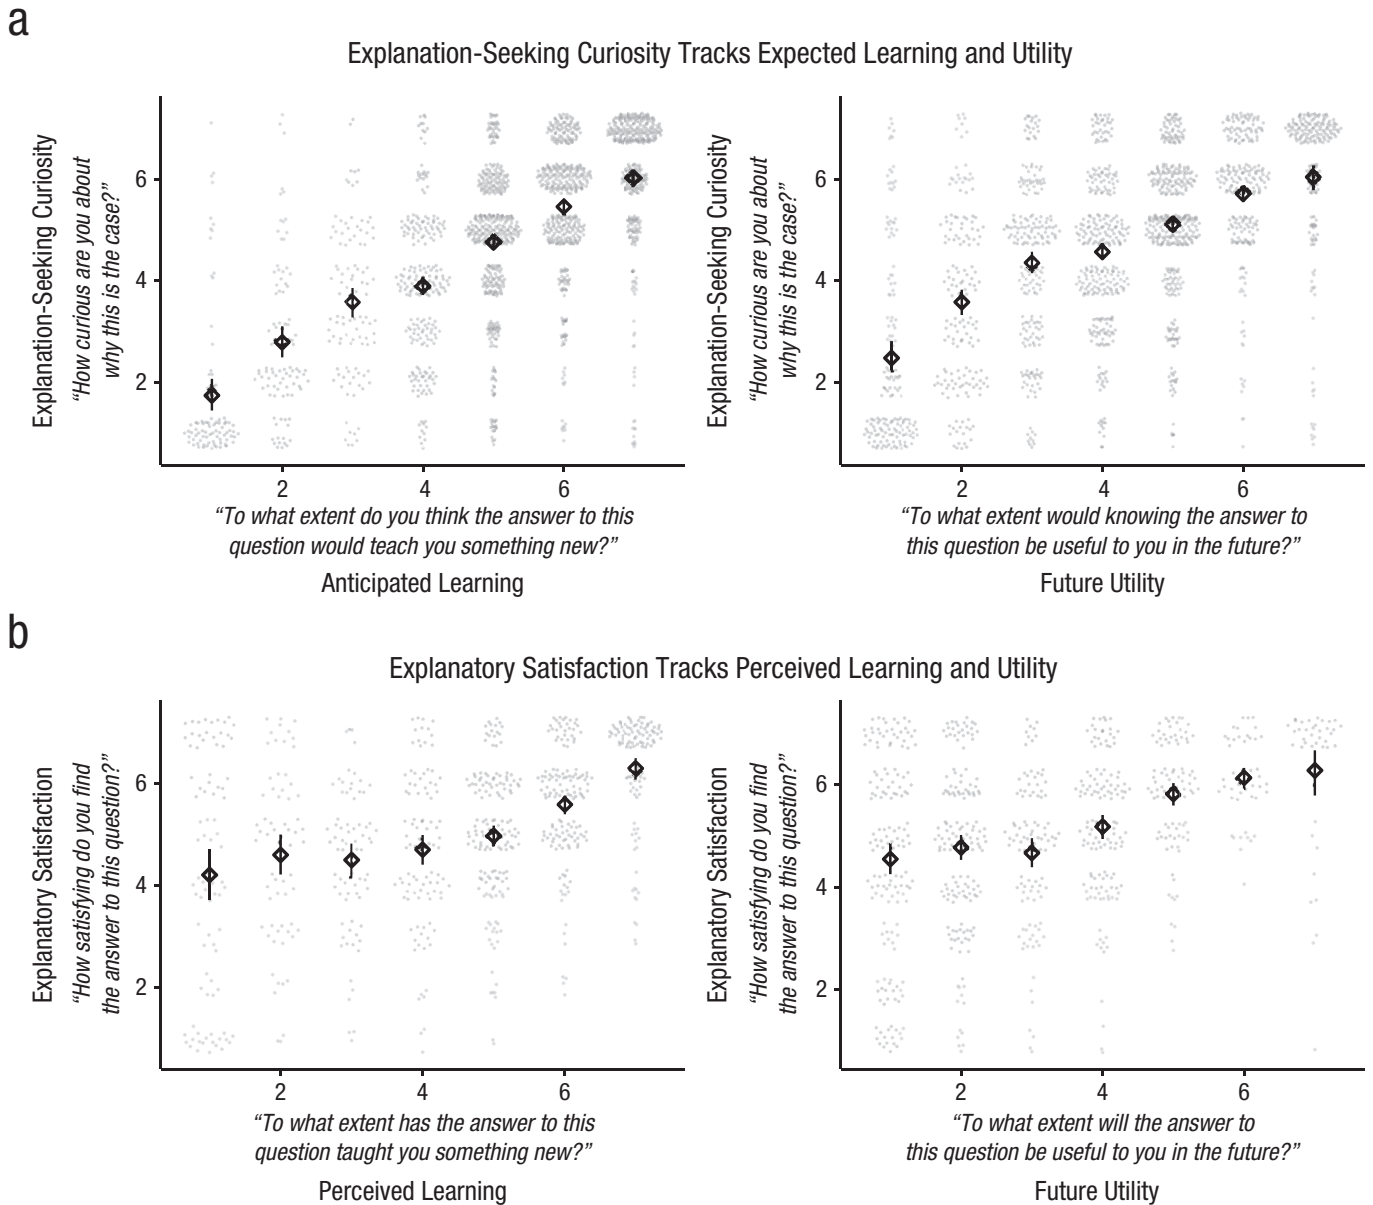 a
Explanation-Seeking Curiosity Tracks Expected Learning and Utility
Explanation-Seeking Curiosity
“How curious are you about
why this is the case?”
6
4
2
2
4
6
“To what extent do you think the answer to this
question would teach you something new?”
Anticipated Learning
Explanation-Seeking Curiosity
“How curious are you about
why this is the case?”
6
4
2
2
4
6
“To what extent would knowing the answer to
this question be useful to you in the future?”
Future Utility
b
Explanatory Satisfaction Tracks Perceived Learning and Utility
Explanatory Satisfaction
“How satisfying do you find
the answer to this question?”
6
4
2
2
4
6
“To what extent has the answer to this
question taught you something new?”
Perceived Learning
Explanatory Satisfaction
“How satisfying do you find
the answer to this question?”
6
4
2
2
4
6
“To what extent will the answer to
this question be useful to you in the future?”
Future Utility